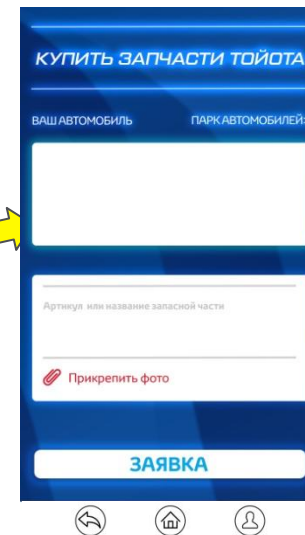 КУПИТЬ ЗАПЧАСТИ ТОЙОТА
ВАШ АВТОМОБИЛЬ ПАРК АВТОМОБИЛЕЙ:
Артикул или название запасной части
Прикрепить фото
ЗАЯВКА